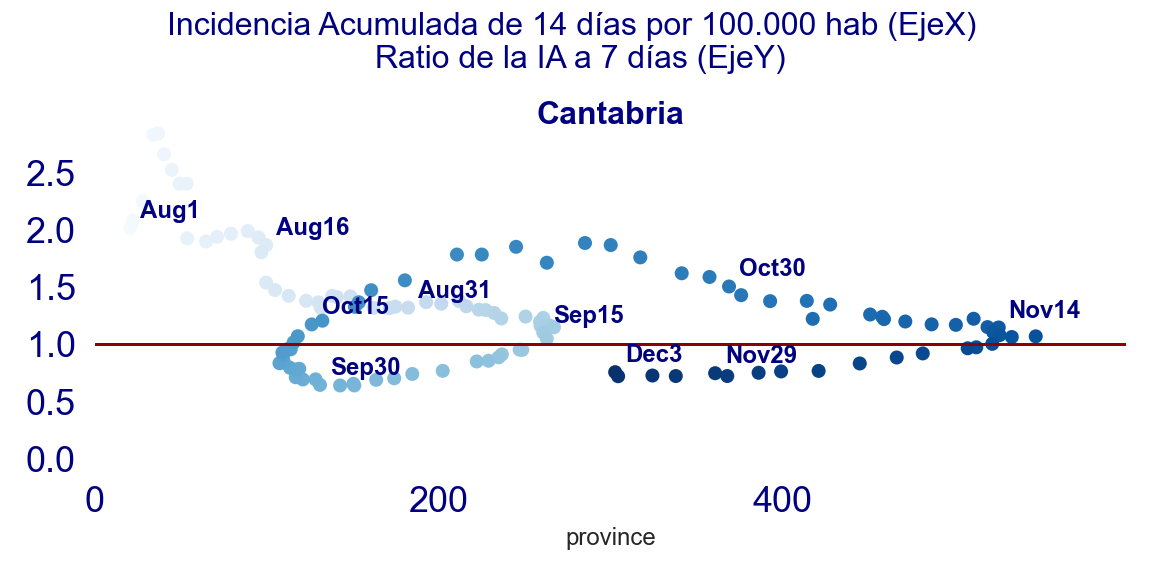 Incidencia Acumulada de 14 días por 100.000 hab (EjeX)
Ratio de la IA a 7 días (EjeY)
Cantabria
2.5
2.0
1.5
1.0
0.5
0.0
Aug1
Aug16
Oct15
Aug31
Sep15
Oct30
Nov14
Sep30
Dec3
Nov29
0
200
400
province